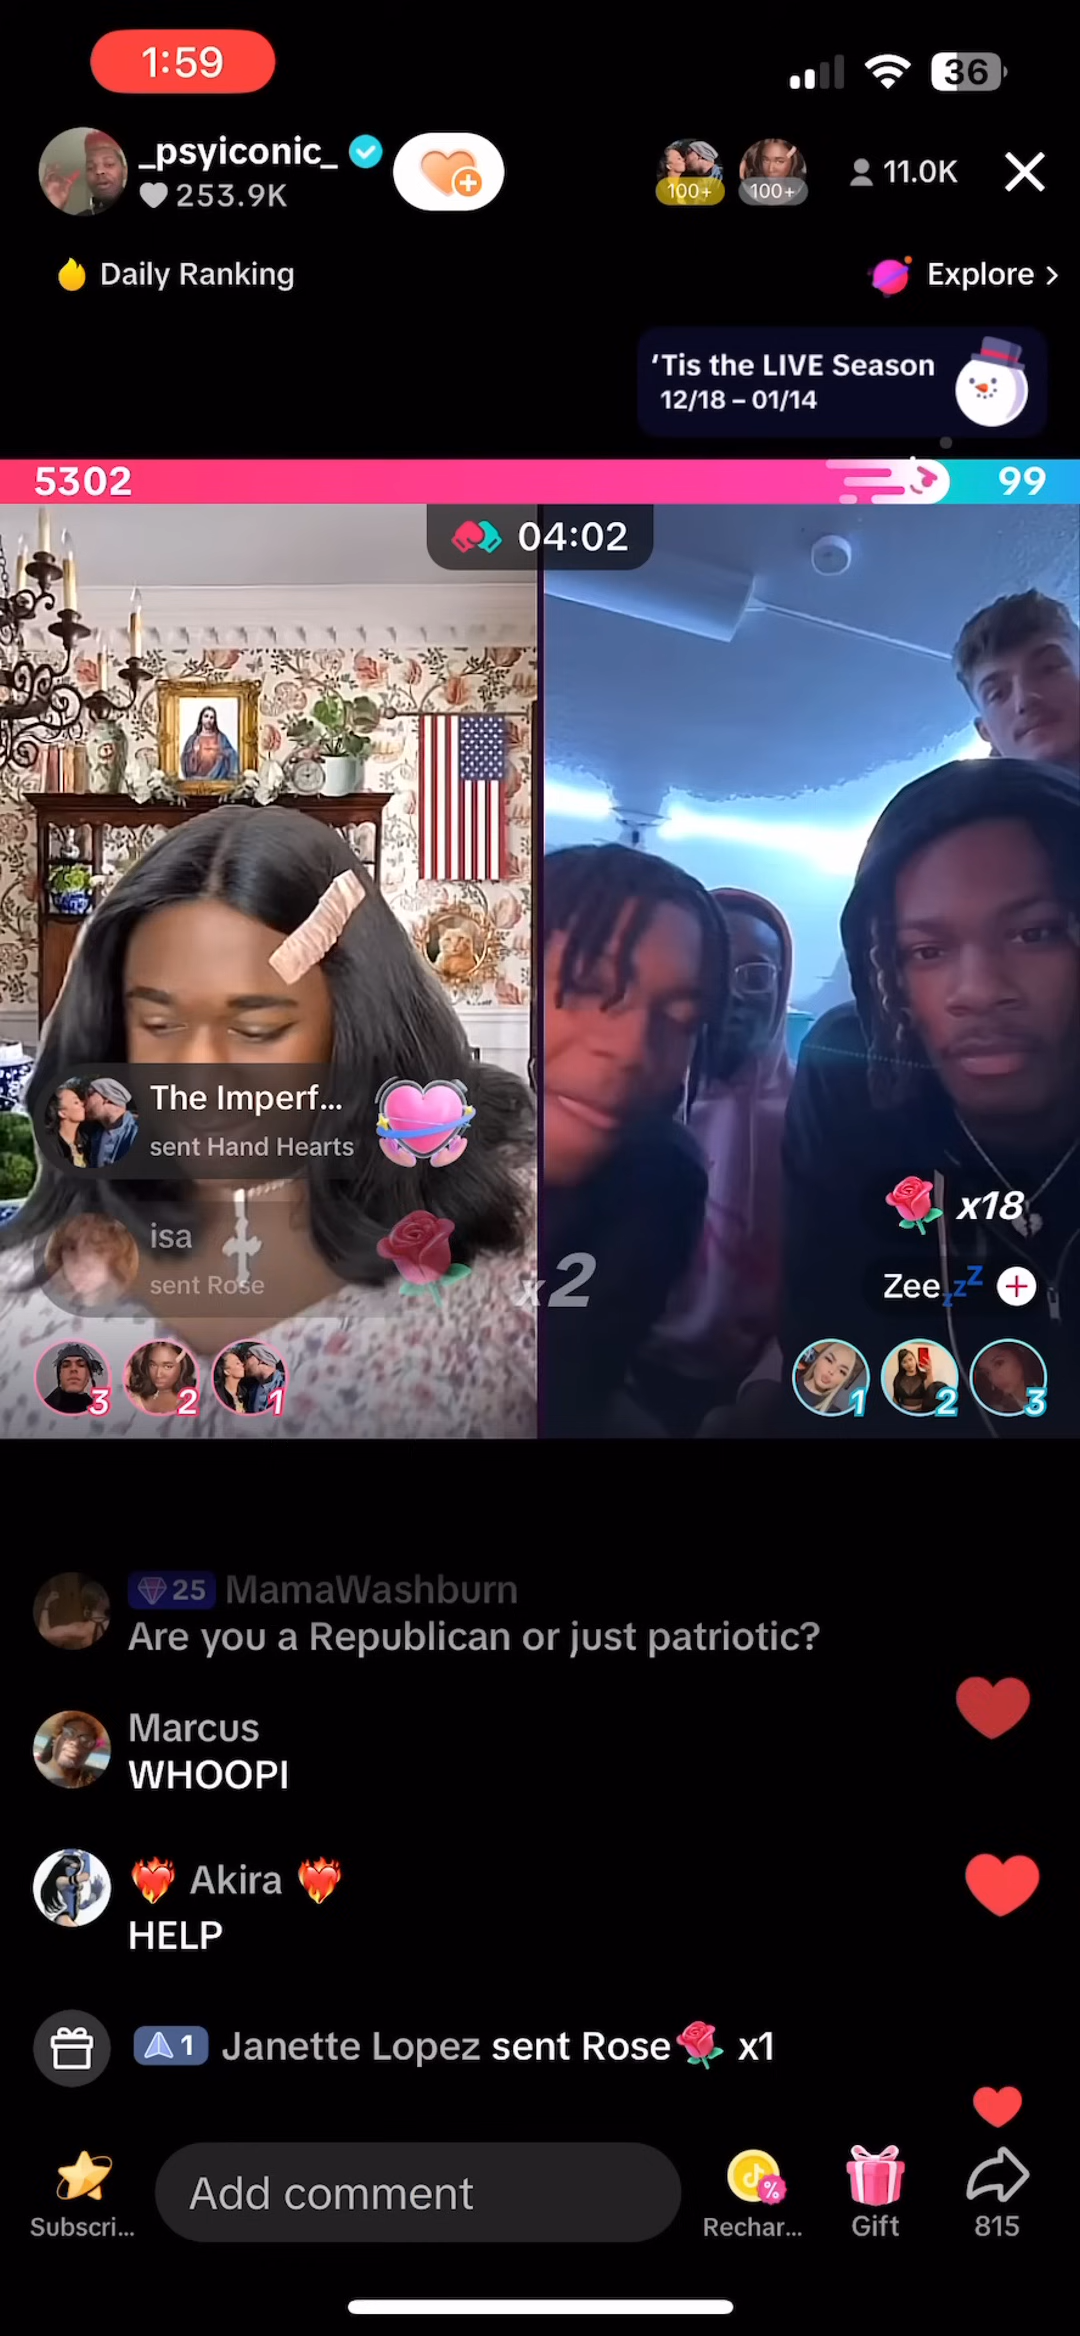 1:59
36
_psyiconic_
253.9K
100+
100+
11.0K
Daily Ranking
Explore >
‘Tis the LIVE Season
12/18 – 01/14
5302
99
04:02
The Imperf...
sent Hand Hearts
x18
isa
sent Rose
x2
Zee zzZ
3
2
1
1
2
3
25 MamaWashburn
Are you a Republican or just patriotic?
Marcus
WHOOPI
Akira
HELP
1 Janette Lopez sent Rose x1
Add comment
Subscri...
Rechar...
Gift
815